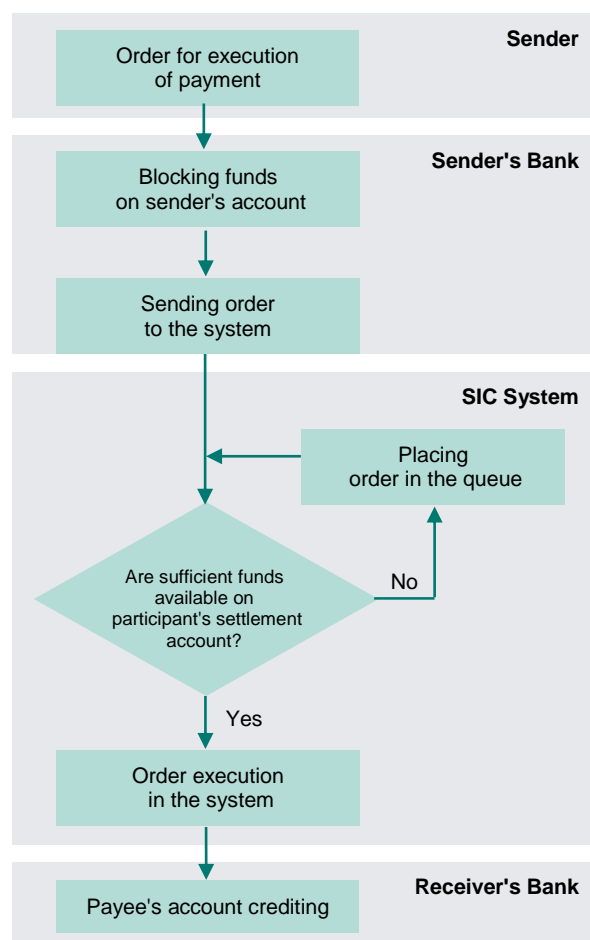 Sender
Order for execution
of payment
Sender's Bank
Blocking funds
on sender's account
Sending order
to the system
SIC System
Placing
order in the queue
Are sufficient funds
available on
participant's settlement
account?
No
Yes
Order execution
in the system
Receiver's Bank
Payee's account crediting